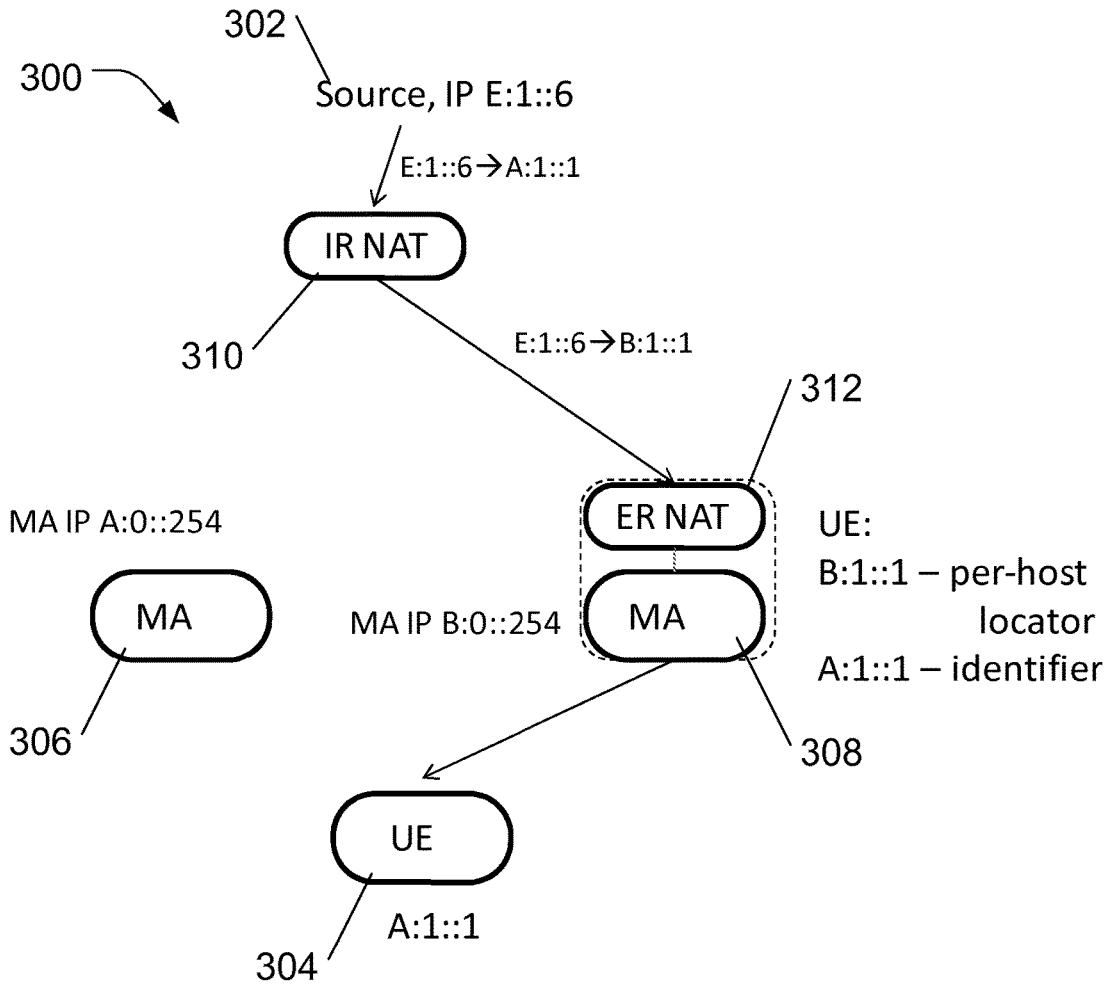 302
300
Source, IP E:1::6
E:1::6→A:1::1
IR NAT
310
E:1::6→B:1::1
312
MA IP A:0::254
ER NAT
UE:
B:1::1 – per-host
locator
A:1::1 – identifier
MA
MA IP B:0::254
MA
306
308
UE
A:1::1
304